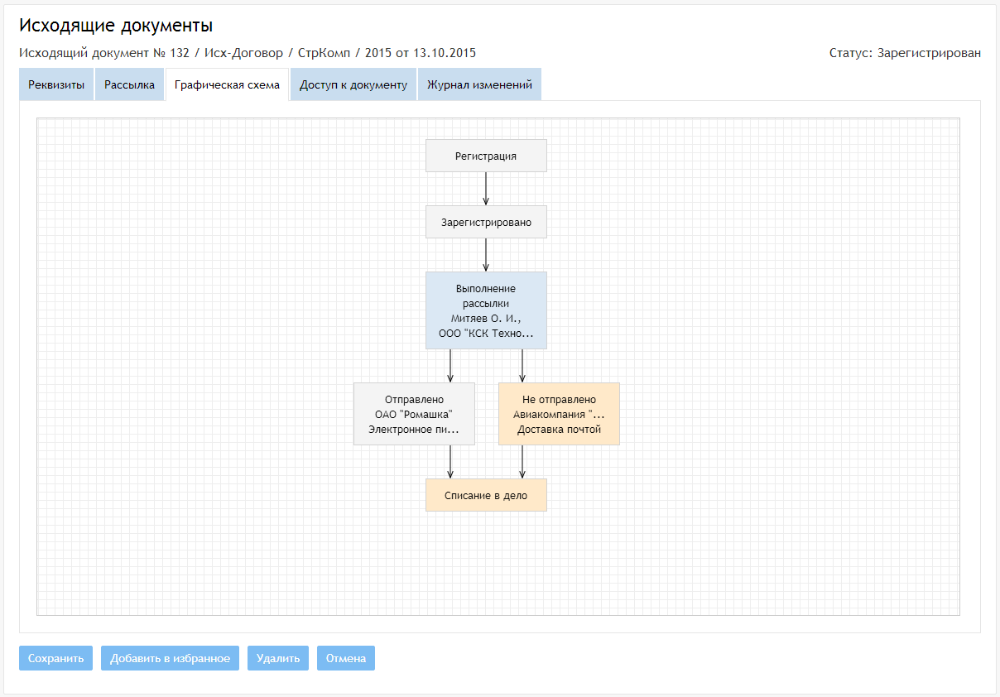 Исходящие документы
Исходящий документ № 132 / Исх-Договор / СтрКомп / 2015 от 13.10.2015
Статус: Зарегистрирован
Реквизиты
Рассылка
Графическая схема
Доступ к документу
Журнал изменений
Регистрация
Зарегистрировано
Выполнение
рассылки
Митяев О. И.,
ООО "КСК Техно...
Отправлено
ОАО "Ромашка"
Электронное пи...
Не отправлено
Авиакомпания "...
Доставка почтой
Списание в дело
Сохранить
Добавить в избранное
Удалить
Отмена